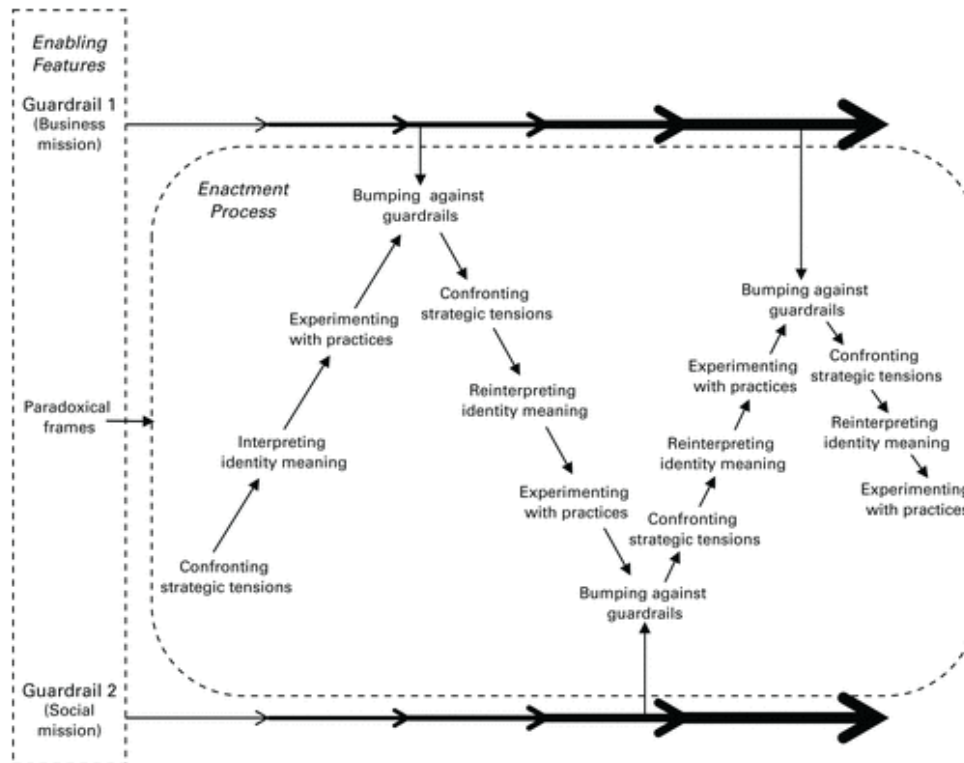 Enabling
Features
Guardrail 1
(Business
mission)
Enactment
Process
Bumping against
guardrails
Confronting
strategic tensions
Experimenting
with practices
Reinterpreting
identity meaning
Interpreting
identity meaning
Experimenting
with practices
Confronting
strategic tensions
Bumping against
guardrails
Confronting
strategic tensions
Reinterpreting
identity meaning
Experimenting
with practices
Bumping against
guardrails
Confronting
strategic tensions
Reinterpreting
identity meaning
Experimenting
with practices
Paradoxical
frames
Guardrail 2
(Social
mission)